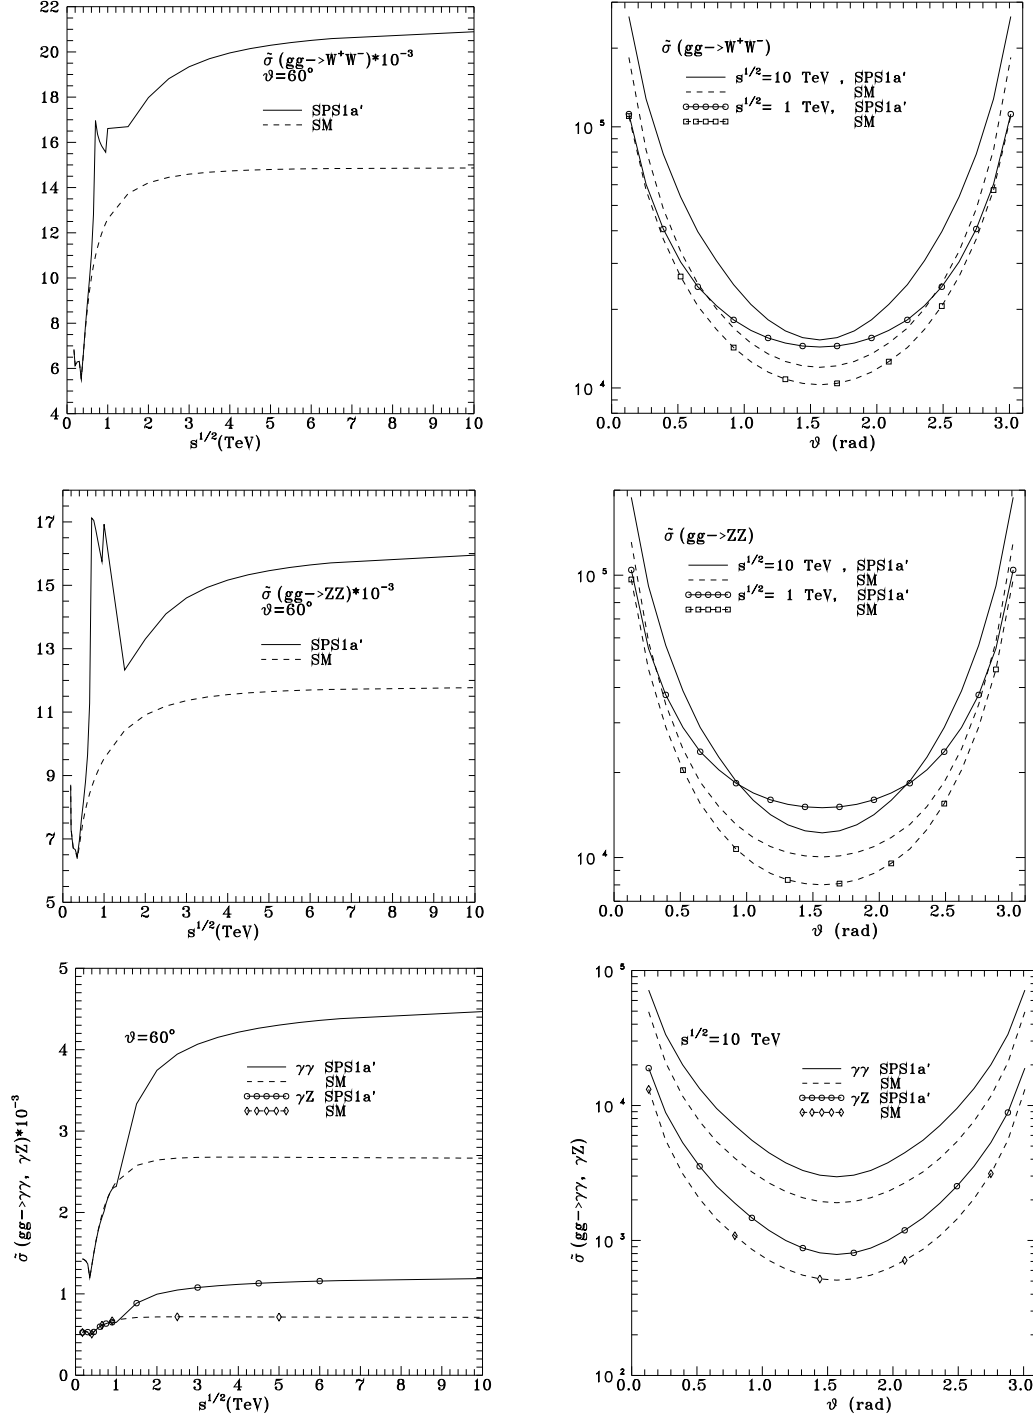 22
20
18
16
14
12
10
8
6
4
σ̃ (gg->W⁺W⁻)*10⁻³
ϑ=60°
SPS1a′
SM
0 1 2 3 4 5 6 7 8 9 10
s^1/2(TeV)
σ̃ (gg->W⁺W⁻)
s^1/2=10 TeV , SPS1a′
SM
s^1/2= 1 TeV, SPS1a′
SM
10⁵
10⁴
0.0 0.5 1.0 1.5 2.0 2.5 3.0
ϑ (rad)
17
15
13
11
9
7
5
σ̃ (gg->ZZ)*10⁻³
ϑ=60°
SPS1a′
SM
0 1 2 3 4 5 6 7 8 9 10
s^1/2(TeV)
σ̃ (gg->ZZ)
s^1/2=10 TeV , SPS1a′
SM
s^1/2= 1 TeV, SPS1a′
SM
10⁵
10⁴
0.0 0.5 1.0 1.5 2.0 2.5 3.0
ϑ (rad)
5
4
3
2
1
0
σ̃ (gg->γγ, γZ)*10⁻³
ϑ=60°
γγ SPS1a′
SM
γZ SPS1a′
SM
0 1 2 3 4 5 6 7 8 9 10
s^1/2(TeV)
10⁵
10⁴
10³
10²
σ̃ (gg->γγ, γZ)
s^1/2=10 TeV
γγ SPS1a′
SM
γZ SPS1a′
SM
0.0 0.5 1.0 1.5 2.0 2.5 3.0
ϑ (rad)